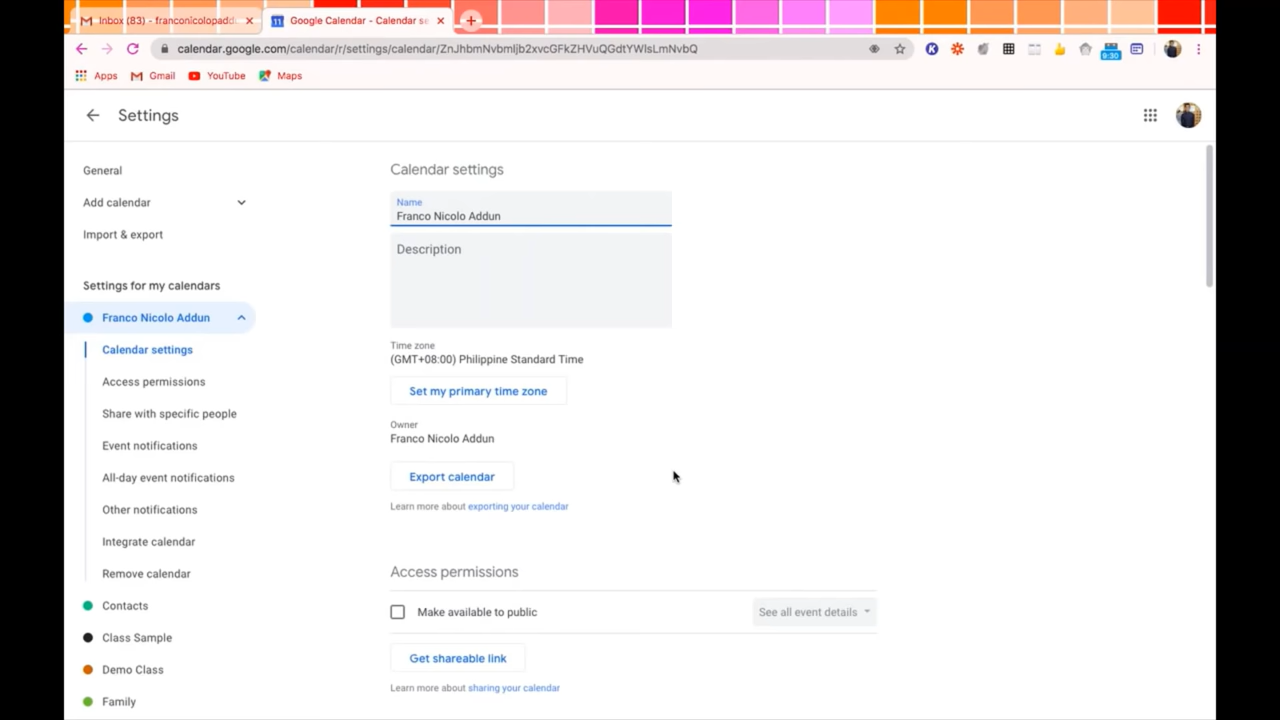 Inbox (83) - franconicolopadd
Google Calendar - Calendar se
calendar.google.com/calendar/r/settings/calendar/ZnJhbmNvbmljb2xvcGFkZHVuQGdtYWlsLmNvbQ
9:30
Apps
Gmail
YouTube
Maps
Settings
General
Add calendar
Import & export
Settings for my calendars
Franco Nicolo Addun
Calendar settings
Access permissions
Share with specific people
Event notifications
All-day event notifications
Other notifications
Integrate calendar
Remove calendar
Contacts
Class Sample
Demo Class
Family
Calendar settings
Name
Franco Nicolo Addun
Description
Time zone
(GMT+08:00) Philippine Standard Time
Set my primary time zone
Owner
Franco Nicolo Addun
Export calendar
Learn more about exporting your calendar
Access permissions
Make available to public
See all event details
Get shareable link
Learn more about sharing your calendar